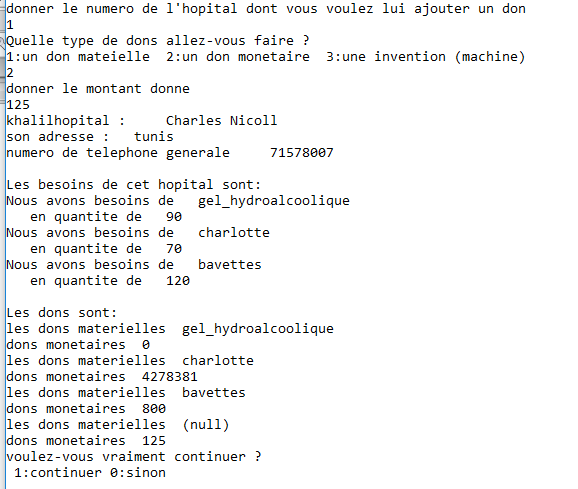 donner le numero de l'hopital dont vous voulez lui ajouter un don
1
Quelle type de dons allez-vous faire ?
1:un don mateielle  2:un don monetaire  3:une invention (machine)
2
donner le montant donne
125
khalilhopital :     Charles Nicoll
son adresse :   tunis
numero de telephone generale     71578007

Les besoins de cet hopital sont:
Nous avons besoins de   gel_hydroalcoolique
   en quantite de   90
Nous avons besoins de   charlotte
   en quantite de   70
Nous avons besoins de   bavettes
   en quantite de   120

Les dons sont:
les dons materielles  gel_hydroalcoolique
dons monetaires  0
les dons materielles  charlotte
dons monetaires  4278381
les dons materielles  bavettes
dons monetaires  800
les dons materielles  (null)
dons monetaires  125
voulez-vous vraiment continuer ?
 1:continuer 0:sinon